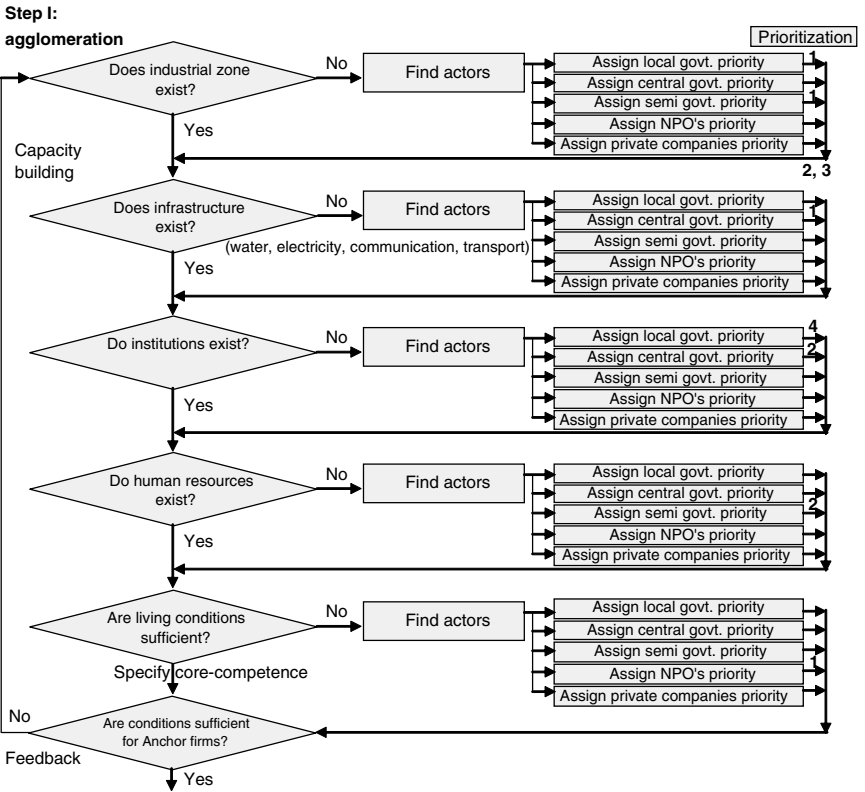 Step I:
agglomeration
Prioritization
Does industrial zone
exist?
No
Find actors
Assign local govt. priority
1
Assign central govt. priority
Assign semi govt. priority
1
Assign NPO's priority
Assign private companies priority
Yes
2, 3
Capacity
building
Does infrastructure
exist?
No
Find actors
(water, electricity, communication, transport)
Assign local govt. priority
1
Assign central govt. priority
Assign semi govt. priority
Assign NPO's priority
Assign private companies priority
Yes
Do institutions exist?
No
Find actors
4
Assign local govt. priority
2
Assign central govt. priority
Assign semi govt. priority
Assign NPO's priority
Assign private companies priority
Yes
Do human resources
exist?
No
Find actors
Assign local govt. priority
Assign central govt. priority
2
Assign semi govt. priority
Assign NPO's priority
Assign private companies priority
Yes
Are living conditions
sufficient?
No
Find actors
Assign local govt. priority
Assign central govt. priority
Assign semi govt. priority
1
Assign NPO's priority
Assign private companies priority
Specify core-competence
Are conditions sufficient
for Anchor firms?
No
Feedback
Yes